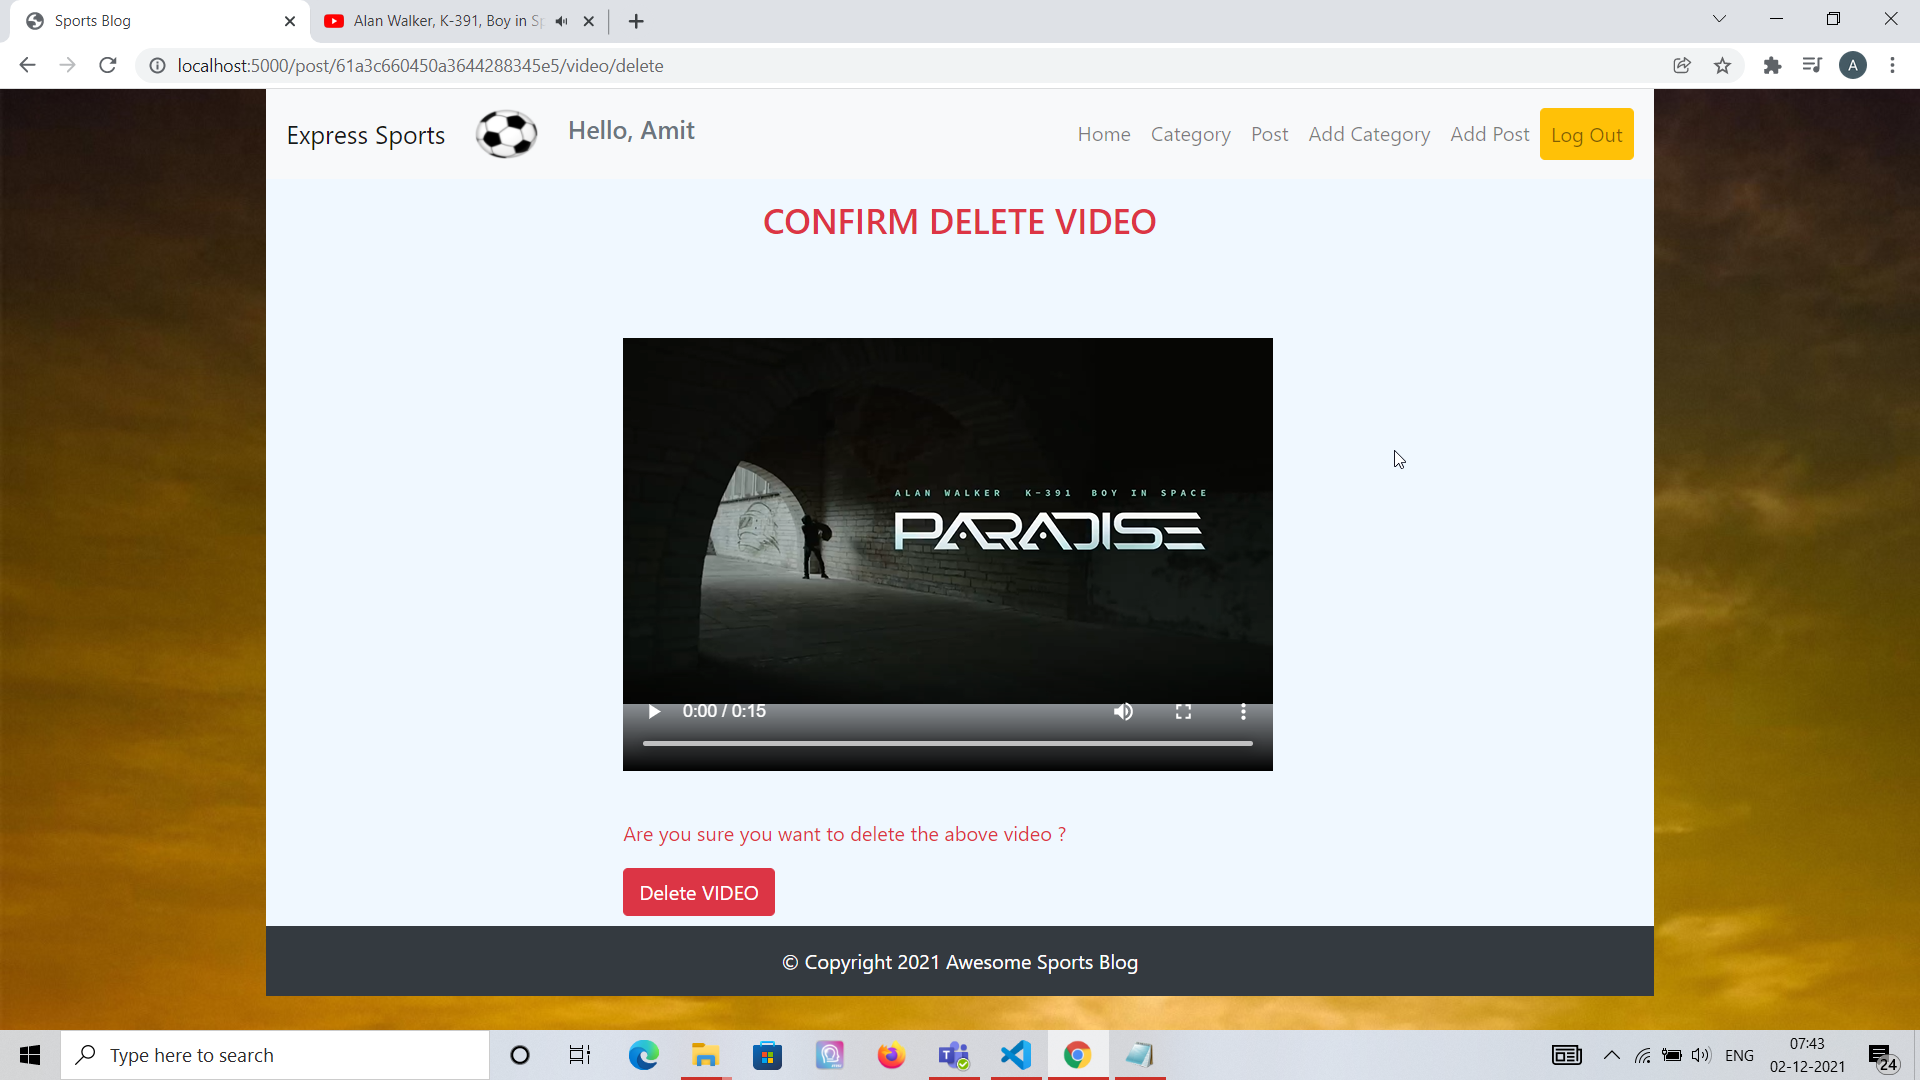 Sports Blog
Alan Walker, K-391, Boy in Sp
localhost:5000/post/61a3c660450a3644288345e5/video/delete
A
Express Sports
Hello, Amit
Home Category Post Add Category Add Post Log Out
CONFIRM DELETE VIDEO
ALAN WALKER K-391 BOY IN SPACE
PARADISE
0:00 / 0:15
Are you sure you want to delete the above video ?
Delete VIDEO
© Copyright 2021 Awesome Sports Blog
Type here to search
ENG
07:43
02-12-2021
24